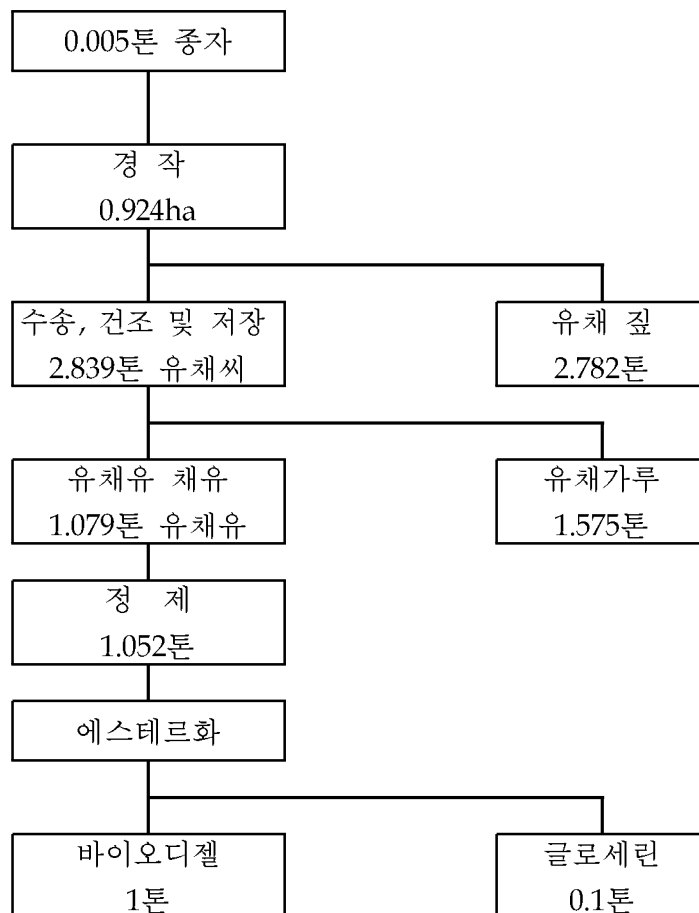 0.005톤 종자
경 작
0.924ha
수송, 건조 및 저장
2.839톤 유채씨
유채 짚
2.782톤
유채유 채유
1.079톤 유채유
유채가루
1.575톤
정 제
1.052톤
에스테르화
바이오디젤
1톤
글로세린
0.1톤